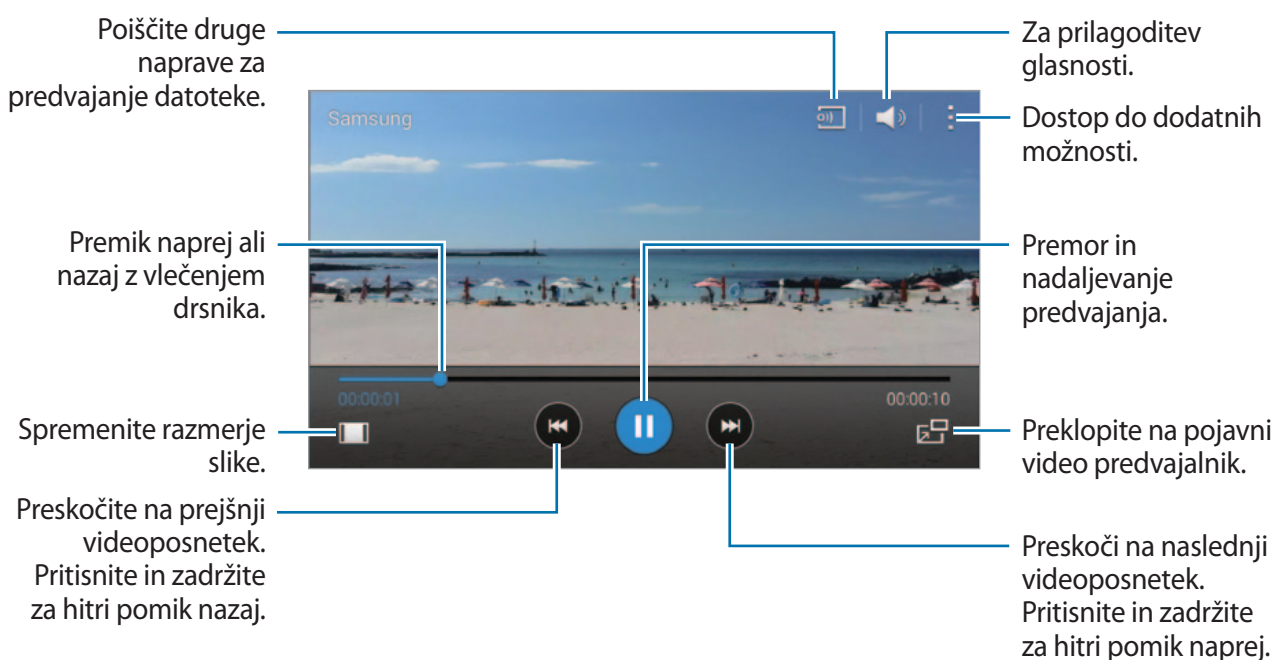 Poiščite druge
naprave za
predvajanje datoteke.
Premik naprej ali
nazaj z vlečenjem
drsnika.
Spremenite razmerje
slike.
Preskočite na prejšnji
videoposnetek.
Pritisnite in zadržite
za hitri pomik nazaj.
Samsung
00:00:01
00:00:10
Za prilagoditev
glasnosti.
Dostop do dodatnih
možnosti.
Premor in
nadaljevanje
predvajanja.
Preklopite na pojavni
video predvajalnik.
Preskoči na naslednji
videoposnetek.
Pritisnite in zadržite
za hitri pomik naprej.